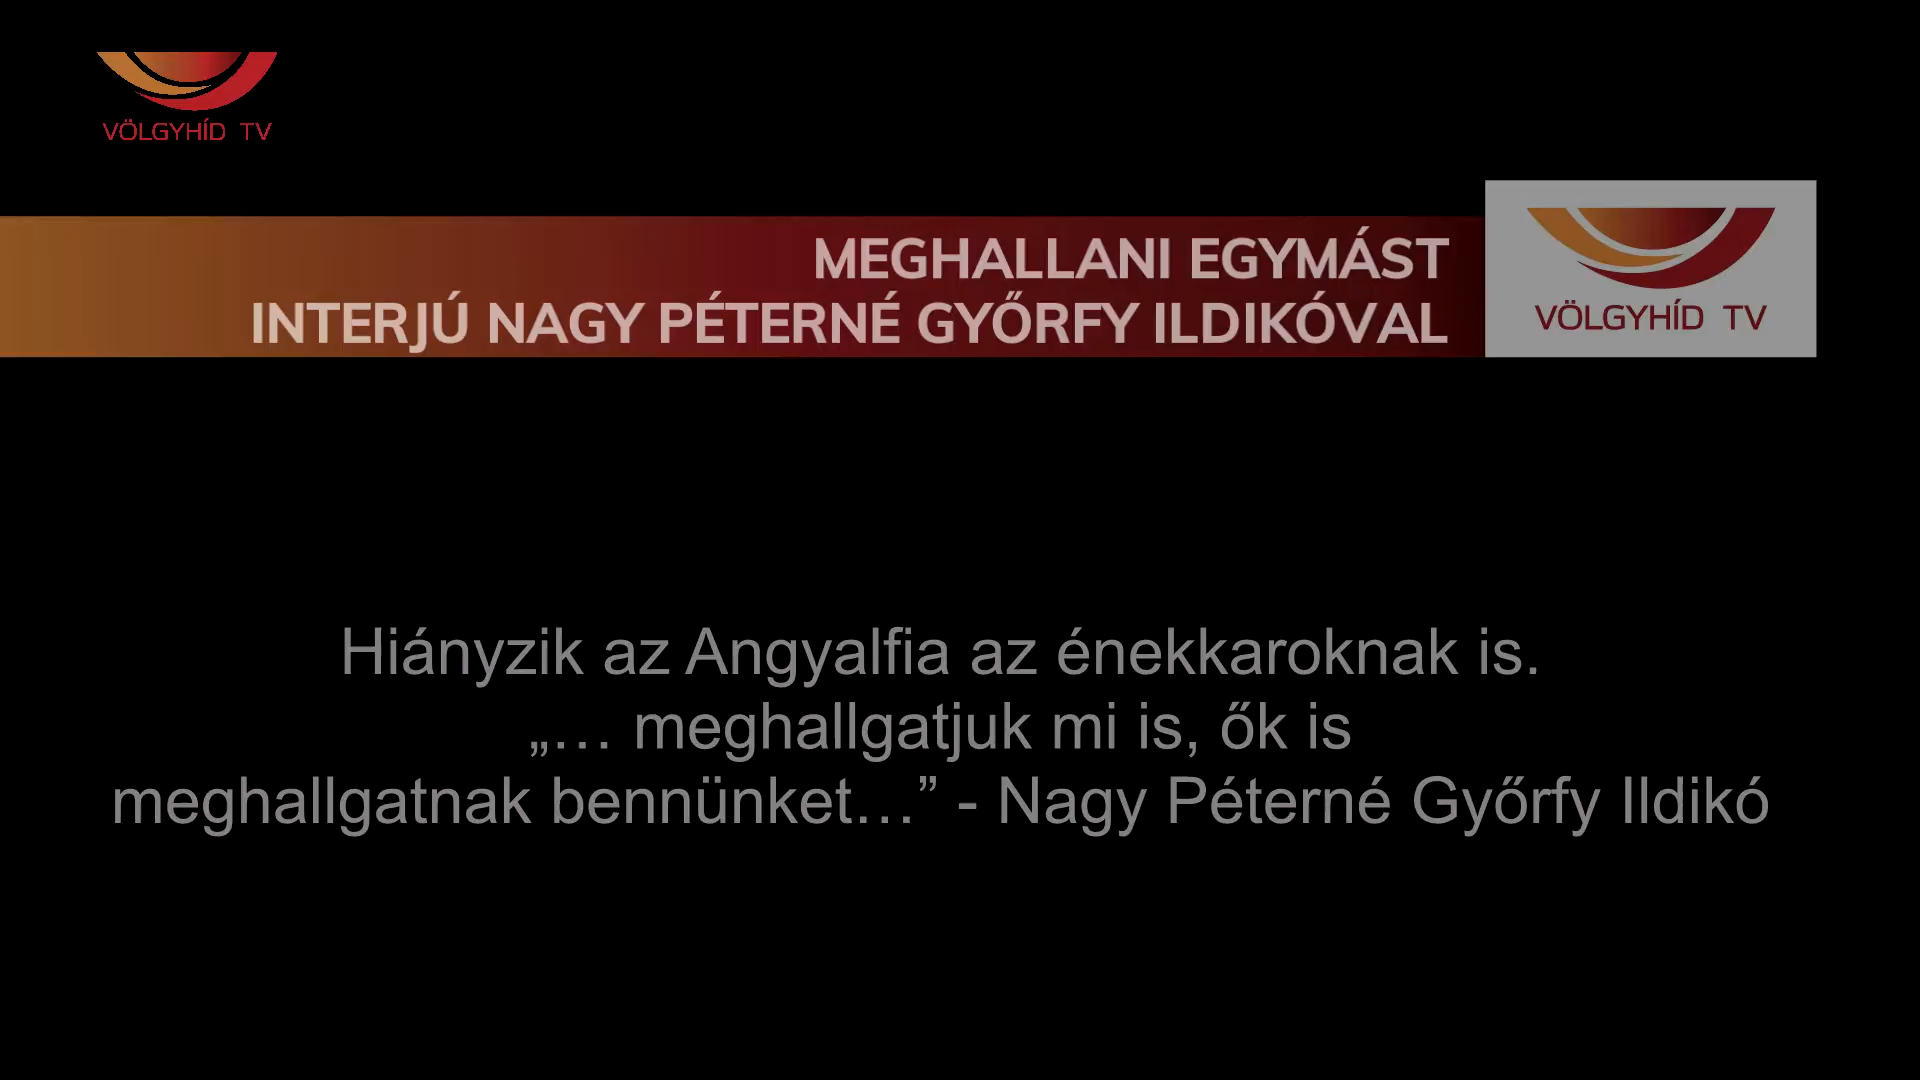 VÖLGYHÍD TV
MEGHALLANI EGYMÁST
INTERJÚ NAGY PÉTERNÉ GYŐRFY ILDIKÓVAL
VÖLGYHÍD TV
Hiányzik az Angyalfia az énekkaroknak is.
„… meghallgatjuk mi is, ők is
meghallgatnak bennünket…” - Nagy Péterné Győrfy Ildikó